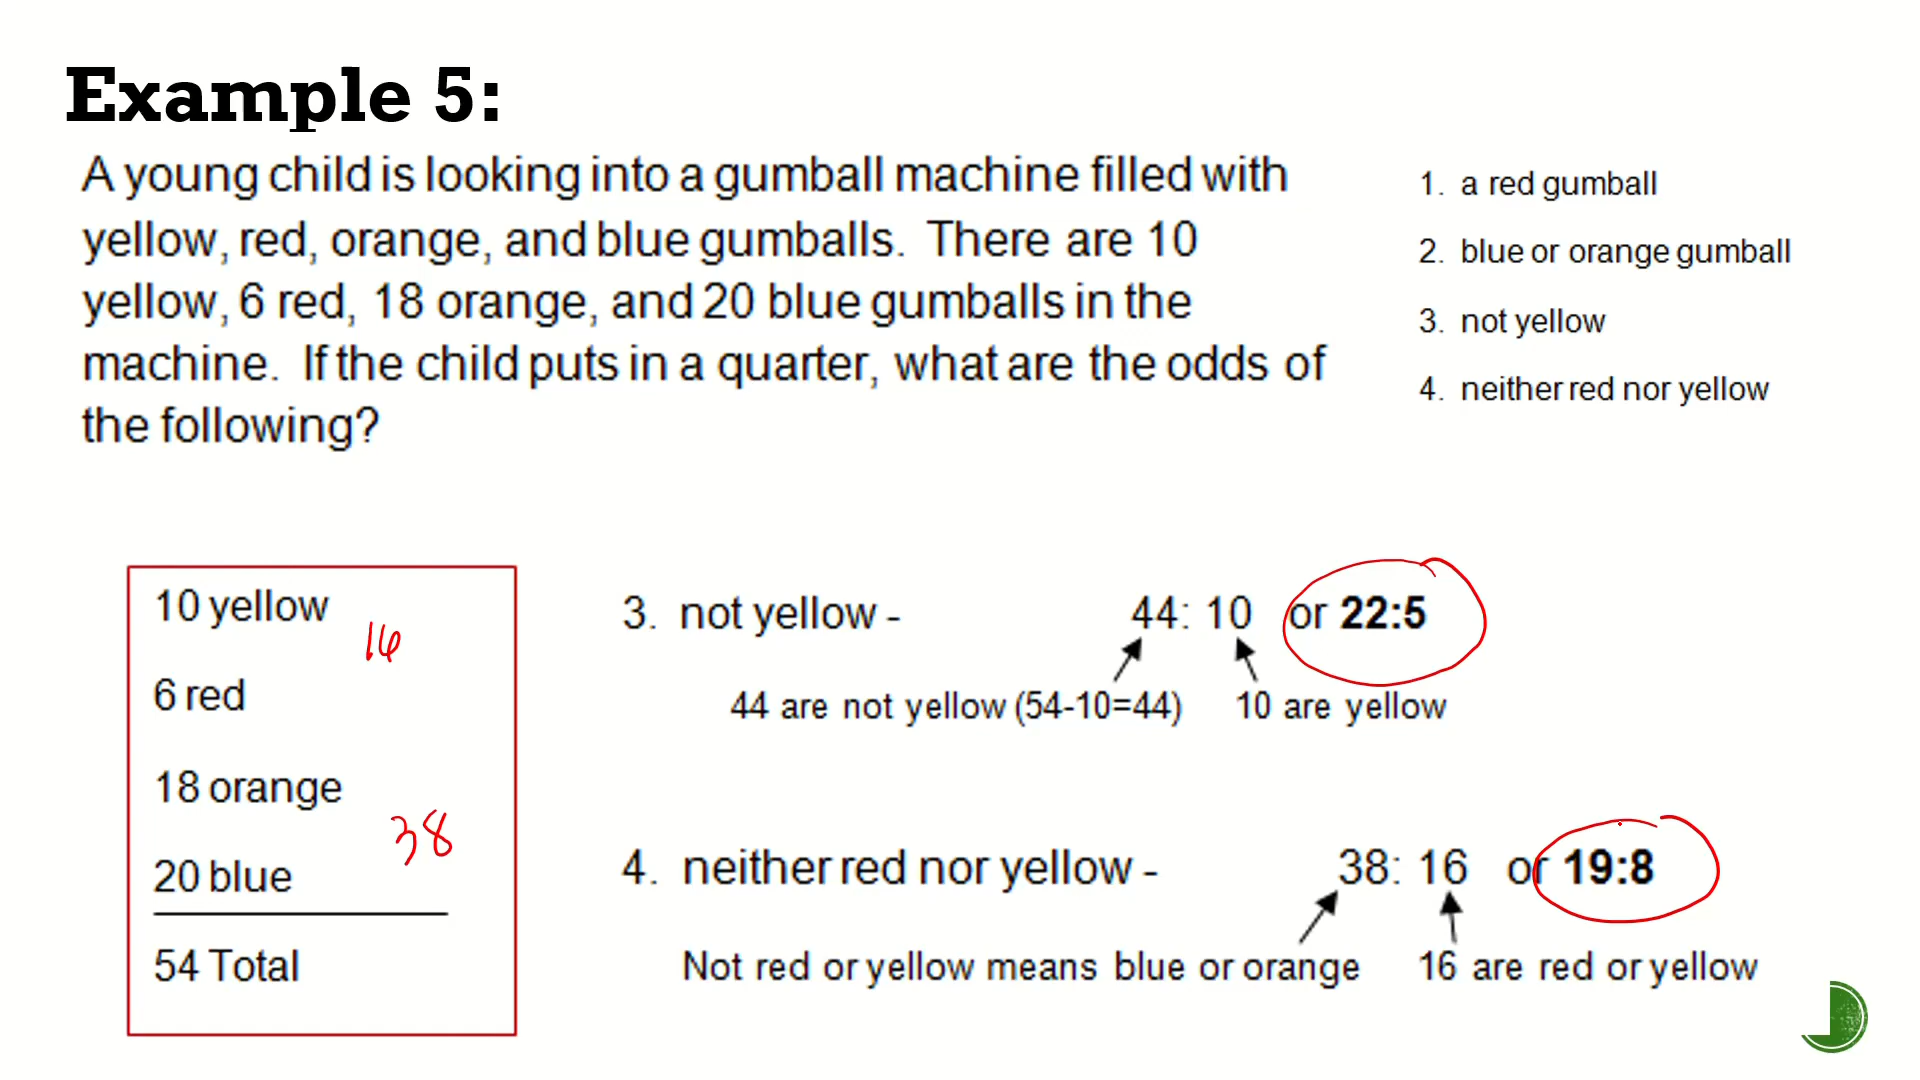 Example 5:
A young child is looking into a gumball machine filled with
yellow, red, orange, and blue gumballs. There are 10
yellow, 6 red, 18 orange, and 20 blue gumballs in the
machine. If the child puts in a quarter, what are the odds of
the following?
1. a red gumball
2. blue or orange gumball
3. not yellow
4. neither red nor yellow
10 yellow
16
6 red
18 orange
38
20 blue
54 Total
3. not yellow - 44: 10 or 22:5
44 are not yellow (54-10=44) 10 are yellow
4. neither red nor yellow - 38: 16 or 19:8
Not red or yellow means blue or orange 16 are red or yellow